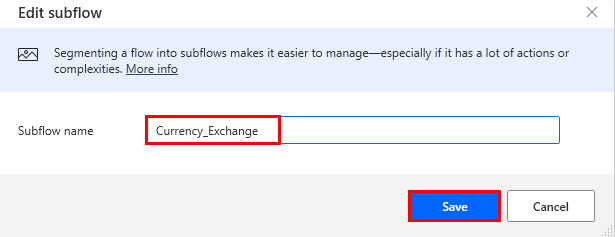 Edit subflow
Segmenting a flow into subflows makes it easier to manage—especially if it has a lot of actions or
complexities. More info
Subflow name
Currency_Exchange
Save
Cancel